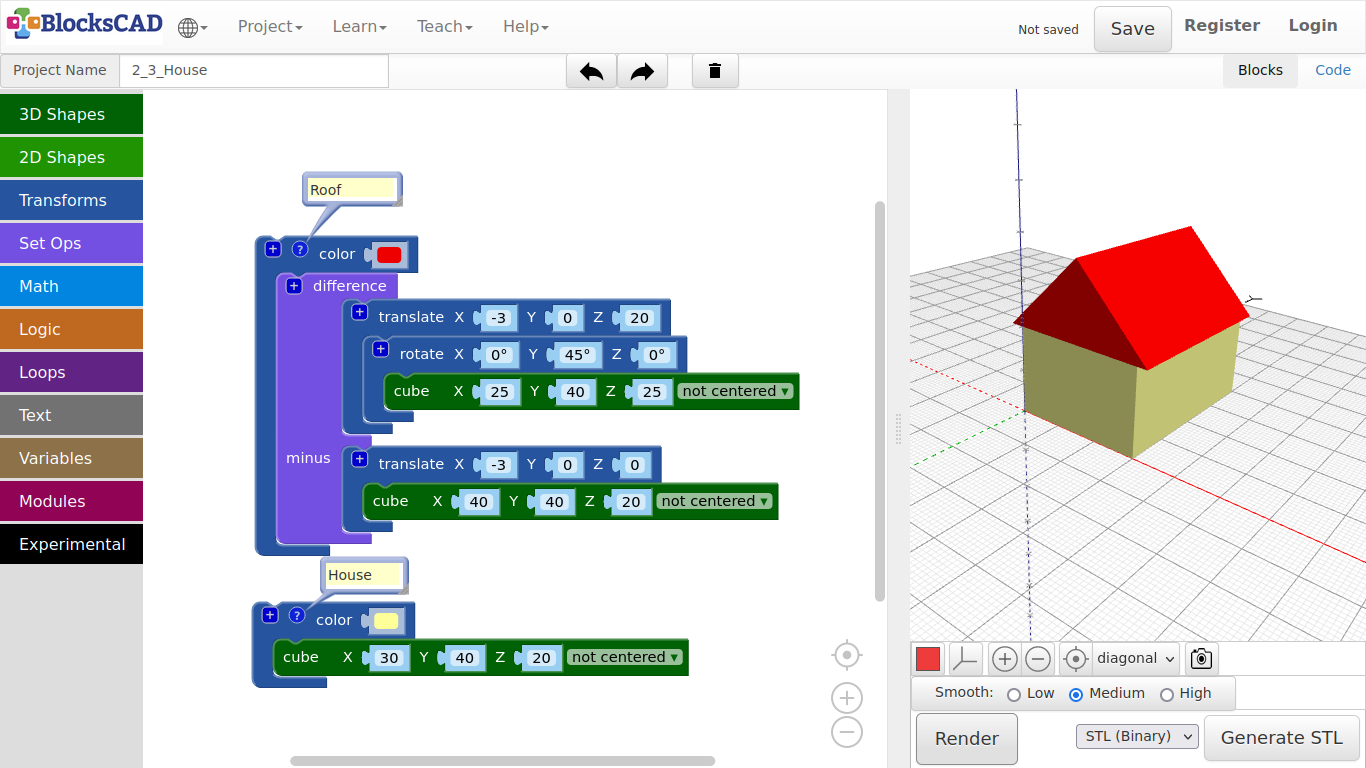 BlocksCAD
Project
Learn
Teach
Help
Not saved
Save
Register
Login
Project Name
2_3_House
Blocks
Code
3D Shapes
2D Shapes
Transforms
Set Ops
Math
Logic
Loops
Text
Variables
Modules
Experimental
Roof
+ ? color
+ difference
+ translate X -3 Y 0 Z 20
+ rotate X 0° Y 45° Z 0°
cube X 25 Y 40 Z 25 not centered ▾
minus + translate X -3 Y 0 Z 0
cube X 40 Y 40 Z 20 not centered ▾
House
+ ? color
cube X 30 Y 40 Z 20 not centered ▾
diagonal
Smooth: Low Medium High
Render
STL (Binary)
Generate STL